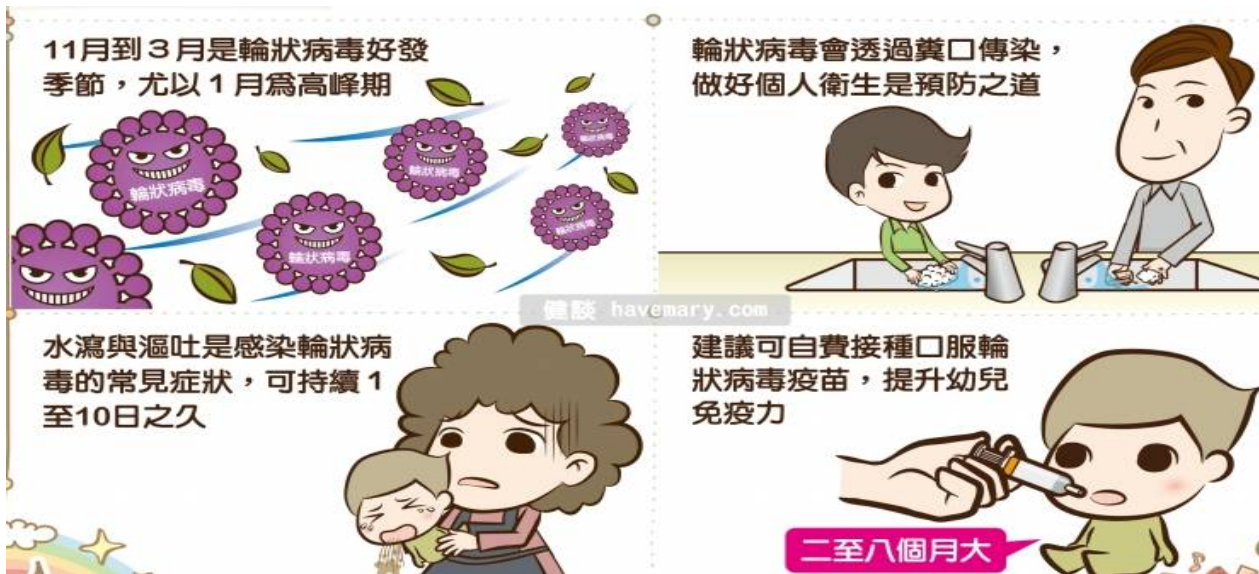 11月到3月是輪狀病毒好發
季節，尤以1月爲高峰期
輪狀病毒
輪狀病毒
輪狀病毒
輪狀病毒
輪狀病毒
輪狀病毒會透過糞口傳染，
做好個人衛生是預防之道
健談 havemary.com
水瀉與漚吐是感染輪狀病
毒的常見症狀，可持續1
至10日之久
建議可自費接種口服輪
狀病毒疫苗，提升幼兒
免疫力
二至八個月大